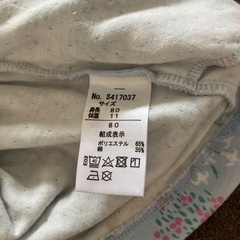 No. S417037
サイズ
身長 80
体重 11
80
組成表示
ポリエステル 65%
綿 35%